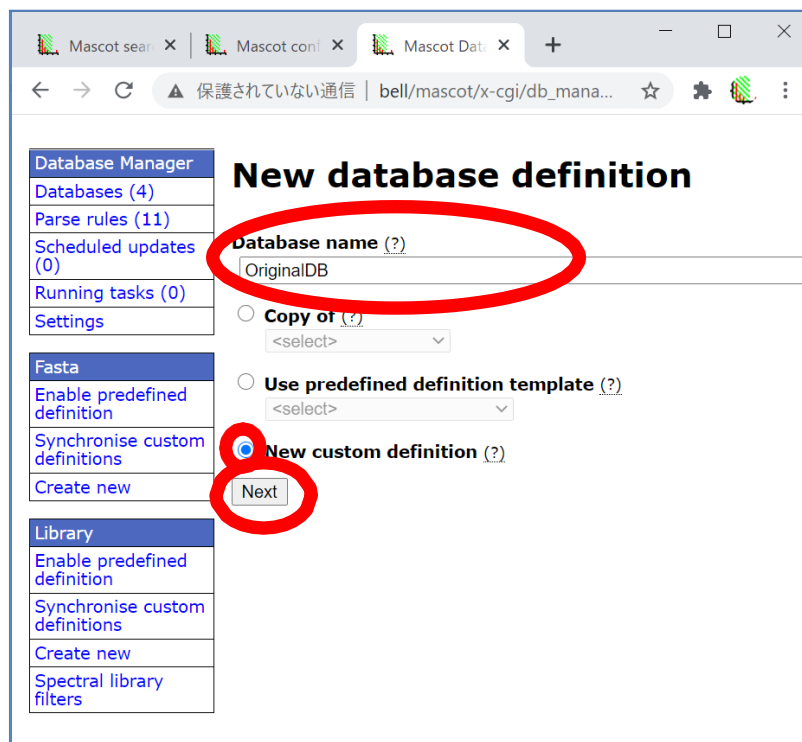 Mascot sear
Mascot conf
Mascot Data
保護されていない通信 | bell/mascot/x-cgi/db_mana...
Database Manager
Databases (4)
Parse rules (11)
Scheduled updates
(0)
Running tasks (0)
Settings
Fasta
Enable predefined
definition
Synchronise custom
definitions
Create new
Library
Enable predefined
definition
Synchronise custom
definitions
Create new
Spectral library
filters
New database definition
Database name (?)
OriginalDB
Copy of (?)
<select>
Use predefined definition template (?)
<select>
New custom definition (?)
Next